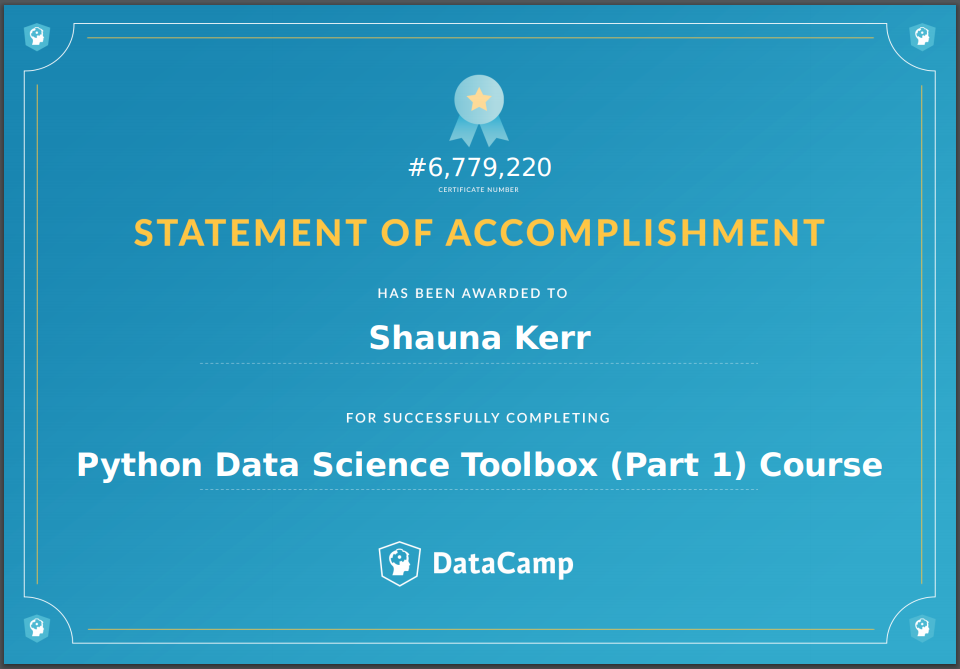 #6,779,220
CERTIFICATE NUMBER
STATEMENT OF ACCOMPLISHMENT
HAS BEEN AWARDED TO
Shauna Kerr
FOR SUCCESSFULLY COMPLETING
Python Data Science Toolbox (Part 1) Course
DataCamp